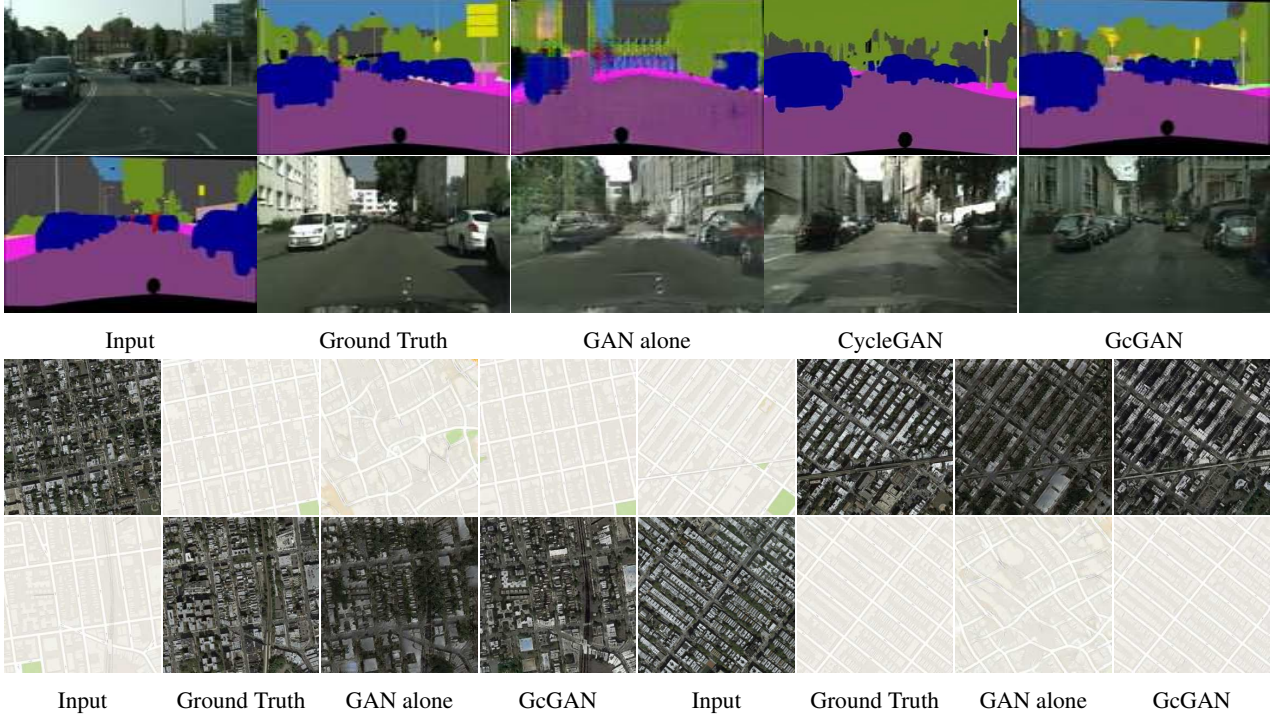 Input Ground Truth GAN alone CycleGAN GcGAN
Input Ground Truth GAN alone GcGAN Input Ground Truth GAN alone GcGAN